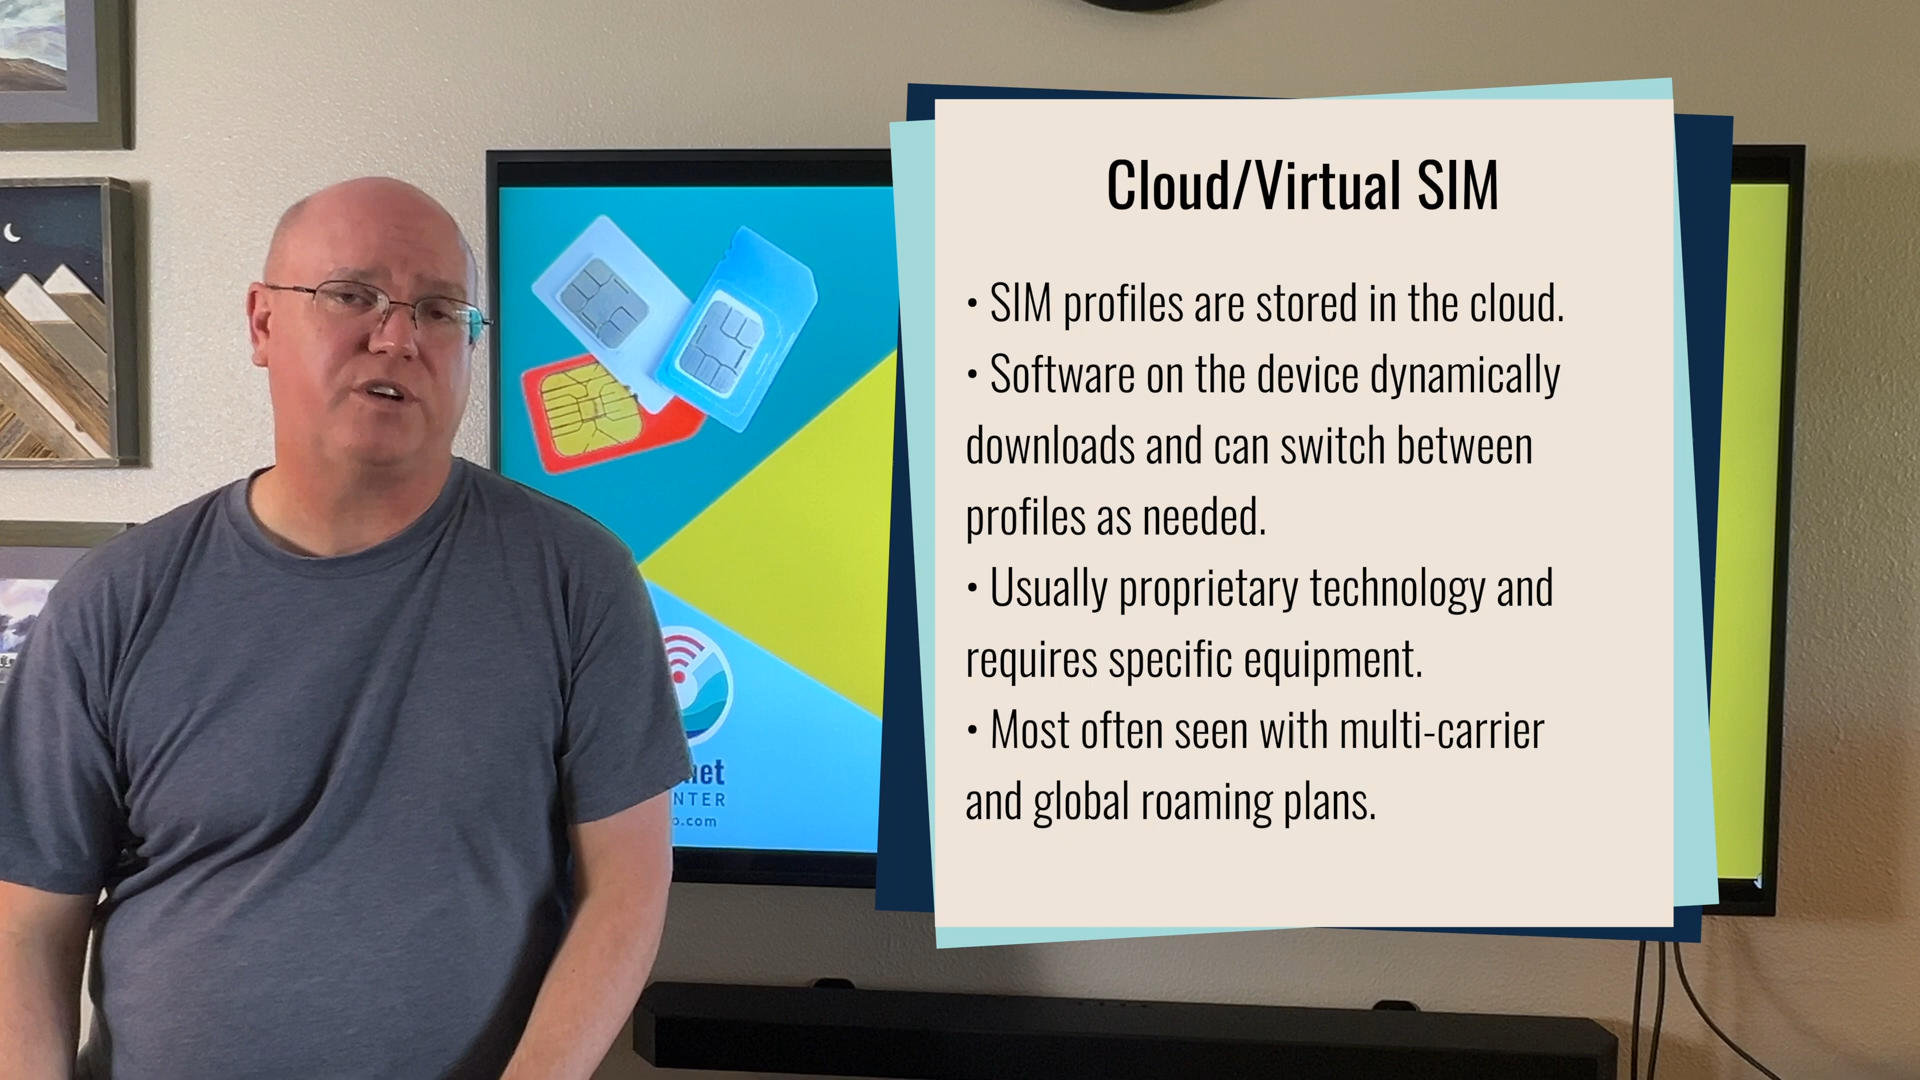 Cloud/Virtual SIM
• SIM profiles are stored in the cloud.
• Software on the device dynamically
downloads and can switch between
profiles as needed.
• Usually proprietary technology and
requires specific equipment.
• Most often seen with multi-carrier
and global roaming plans.